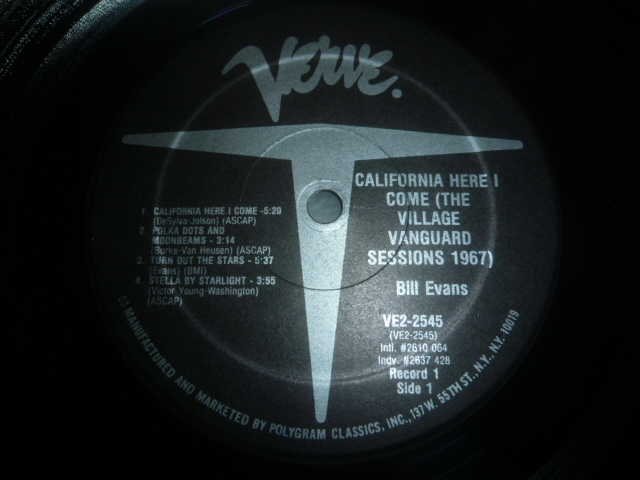 Verve.
CALIFORNIA HERE I
COME (THE
VILLAGE
VANGUARD
SESSIONS 1967)
Bill Evans
1. CALIFORNIA HERE I COME -5:20
(DeSylva-Jolson) (ASCAP)
2. POLKA DOTS AND
MOONBEAMS - 3:14
(Burke-Van Heusen) (ASCAP)
3. TURN OUT THE STARS - 5:37
(Evans) (BMI)
4. STELLA BY STARLIGHT - 3:55
(Victor Young-Washington)
(ASCAP)
VE2-2545
(VE2-2545)
Intl. #2610 064
Indv. #2637 428
Record 1
Side 1
53 MANUFACTURED AND MARKETED BY POLYGRAM CLASSICS, INC., 137 W. 55TH ST., N.Y., N.Y. 10019